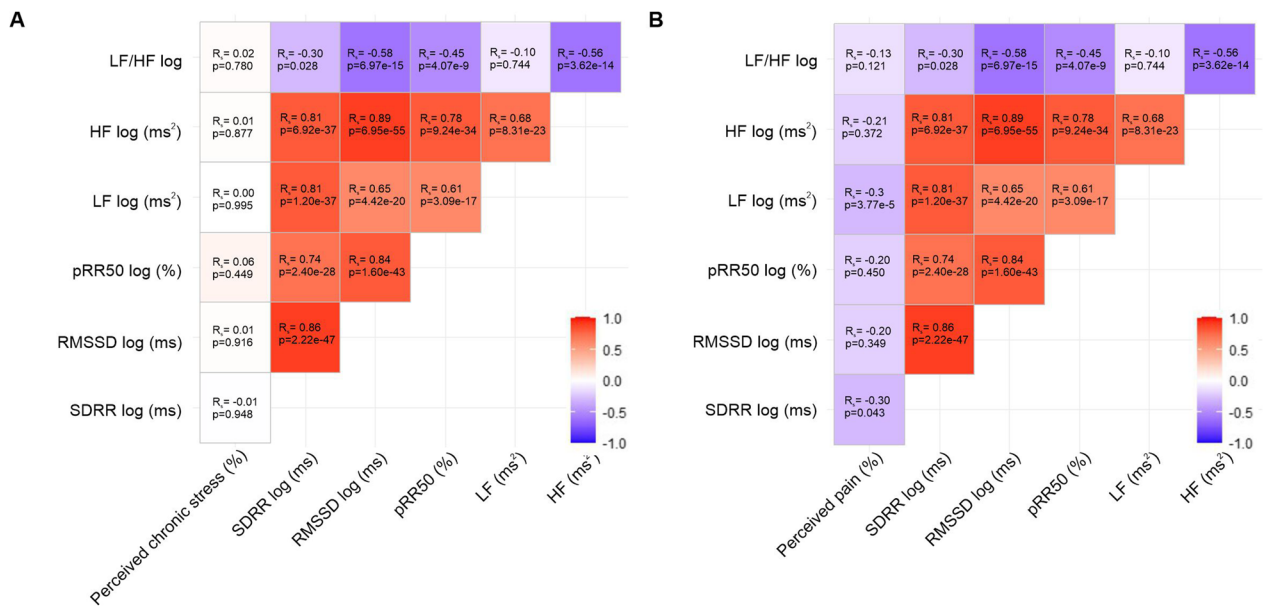 A
LF/HF log
Rs= 0.02
p=0.780
Rs= -0.30
p=0.028
Rs= -0.58
p=6.97e-15
Rs= -0.45
p=4.07e-9
Rs= -0.10
p=0.744
Rs= -0.56
p=3.62e-14
HF log (ms²)
Rs= 0.01
p=0.877
Rs= 0.81
p=6.92e-37
Rs= 0.89
p=6.95e-55
Rs= 0.78
p=9.24e-34
Rs= 0.68
p=8.31e-23
LF log (ms²)
Rs= 0.00
p=0.995
Rs= 0.81
p=1.20e-37
Rs= 0.65
p=4.42e-20
Rs= 0.61
p=3.09e-17
pRR50 log (%)
Rs= 0.06
p=0.449
Rs= 0.74
p=2.40e-28
Rs= 0.84
p=1.60e-43
RMSSD log (ms)
Rs= 0.01
p=0.916
Rs= 0.86
p=2.22e-47
SDRR log (ms)
Rs= -0.01
p=0.948
1.0
0.5
0.0
-0.5
-1.0
Perceived chronic stress (%)
SDRR log (ms)
RMSSD log (ms)
pRR50 (%)
LF (ms²)
HF (ms²)
B
LF/HF log
Rs= -0.13
p=0.121
Rs= -0.30
p=0.028
Rs= -0.58
p=6.97e-15
Rs= -0.45
p=4.07e-9
Rs= -0.10
p=0.744
Rs= -0.56
p=3.62e-14
HF log (ms²)
Rs= -0.21
p=0.372
Rs= 0.81
p=6.92e-37
Rs= 0.89
p=6.95e-55
Rs= 0.78
p=9.24e-34
Rs= 0.68
p=8.31e-23
LF log (ms²)
Rs= -0.3
p=3.77e-5
Rs= 0.81
p=1.20e-37
Rs= 0.65
p=4.42e-20
Rs= 0.61
p=3.09e-17
pRR50 log (%)
Rs= -0.20
p=0.450
Rs= 0.74
p=2.40e-28
Rs= 0.84
p=1.60e-43
RMSSD log (ms)
Rs= -0.20
p=0.349
Rs= 0.86
p=2.22e-47
SDRR log (ms)
Rs= -0.30
p=0.043
1.0
0.5
0.0
-0.5
-1.0
Perceived pain (%)
SDRR log (ms)
RMSSD log (ms)
pRR50 (%)
LF (ms²)
HF (ms²)